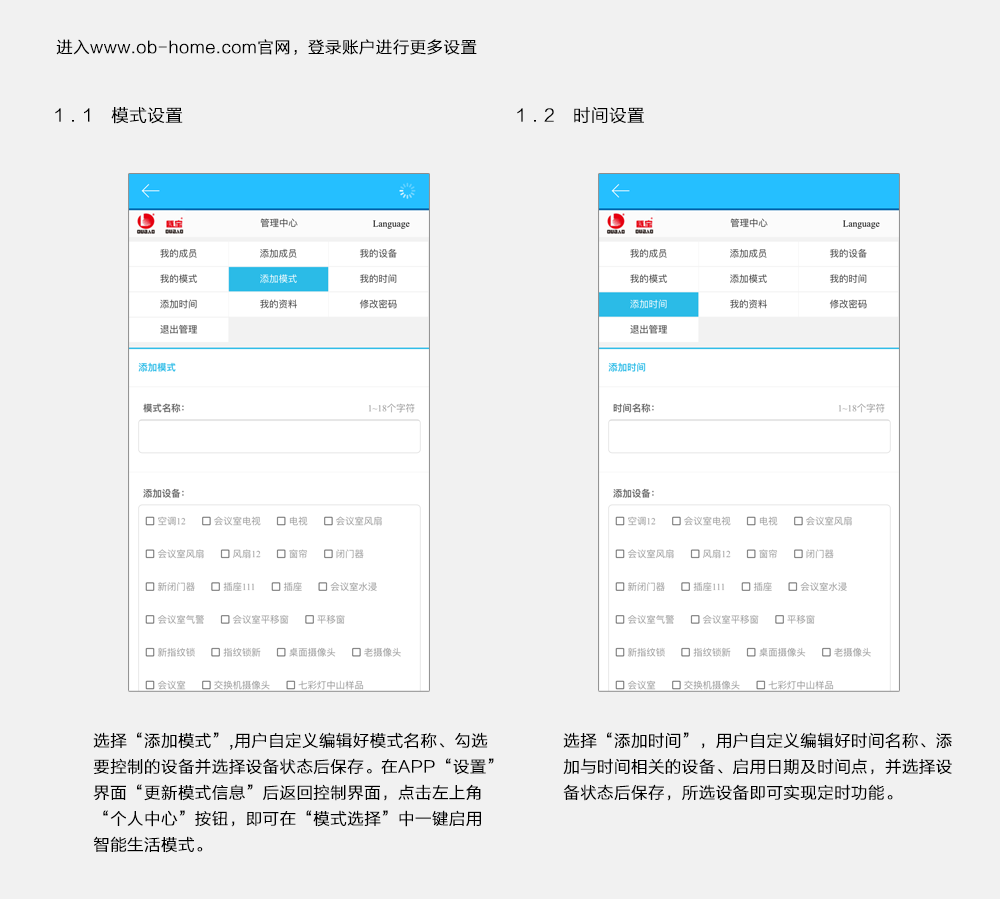 进入www.ob-home.com官网，登录账户进行更多设置
1.1 模式设置
1.2 时间设置
管理中心 Language
我的成员 添加成员 我的设备
我的模式 添加模式 我的时间
添加时间 我的资料 修改密码
退出管理
添加模式
模式名称： 1~18个字符
添加设备：
空调12 会议室电视 电视 会议室风扇
会议室风扇 风扇12 窗帘 闭门器
新闭门器 插座111 插座 会议室水浸
会议室气警 会议室平移窗 平移窗
新指纹锁 指纹锁新 桌面摄像头 老摄像头
会议室 交换机摄像头 七彩灯中山样品
选择“添加模式”,用户自定义编辑好模式名称、勾选
要控制的设备并选择设备状态后保存。在APP“设置”
界面“更新模式信息”后返回控制界面，点击左上角
“个人中心”按钮，即可在“模式选择”中一键启用
智能生活模式。
管理中心 Language
我的成员 添加成员 我的设备
我的模式 添加模式 我的时间
添加时间 我的资料 修改密码
退出管理
添加时间
时间名称： 1~18个字符
添加设备：
空调12 会议室电视 电视 会议室风扇
会议室风扇 风扇12 窗帘 闭门器
新闭门器 插座111 插座 会议室水浸
会议室气警 会议室平移窗 平移窗
新指纹锁 指纹锁新 桌面摄像头 老摄像头
会议室 交换机摄像头 七彩灯中山样品
选择“添加时间”，用户自定义编辑好时间名称、添
加与时间相关的设备、启用日期及时间点，并选择设
备状态后保存，所选设备即可实现定时功能。